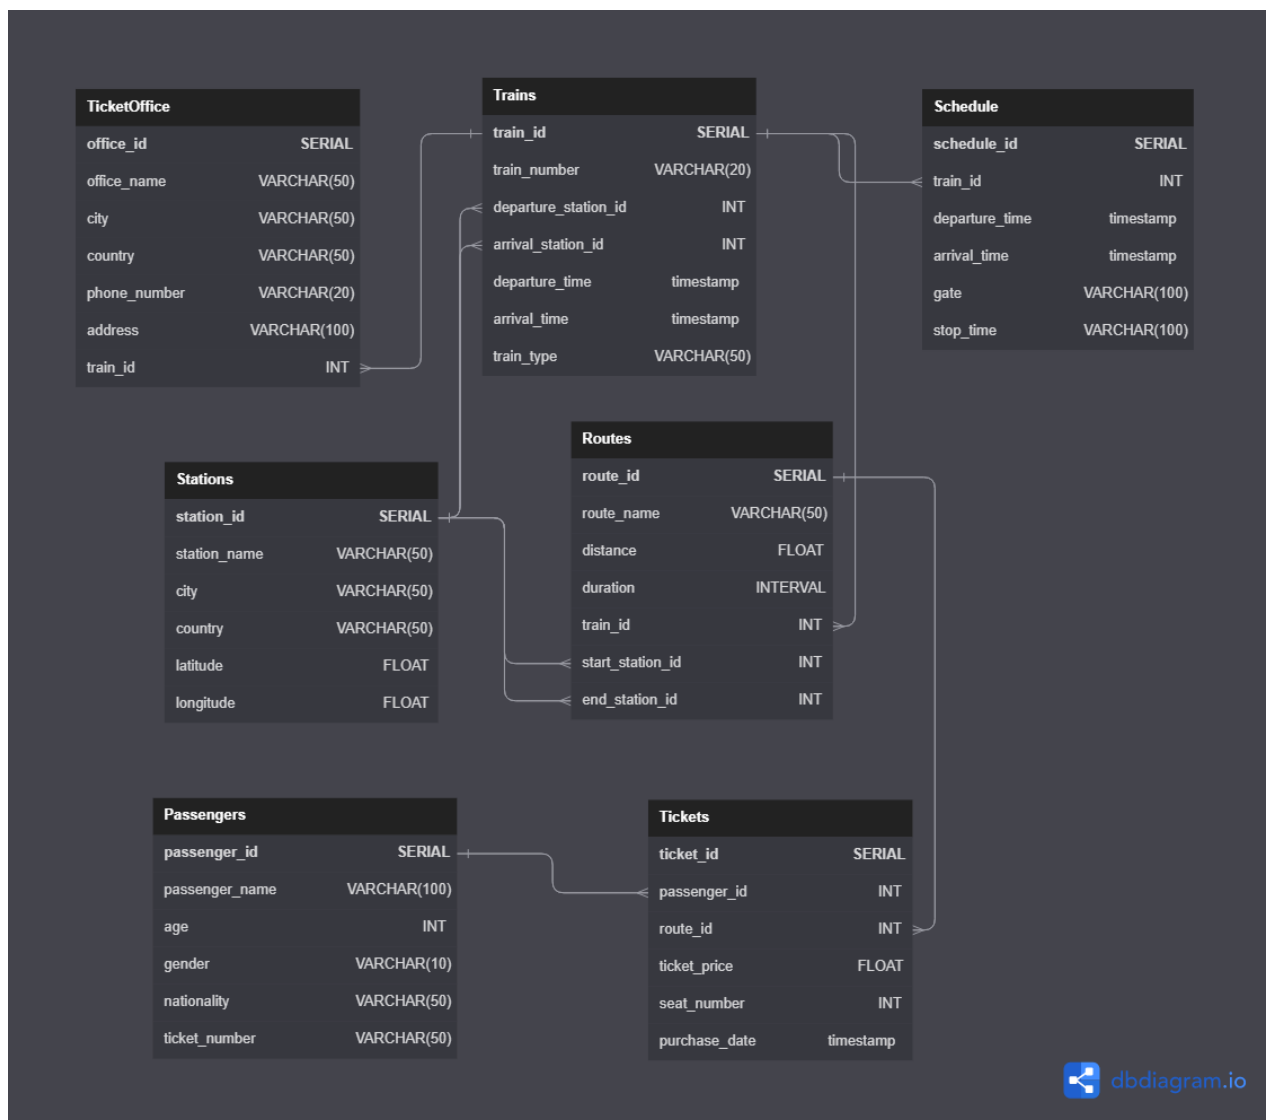 TicketOffice
office_id SERIAL
office_name VARCHAR(50)
city VARCHAR(50)
country VARCHAR(50)
phone_number VARCHAR(20)
address VARCHAR(100)
train_id INT
Trains
train_id SERIAL
train_number VARCHAR(20)
departure_station_id INT
arrival_station_id INT
departure_time timestamp
arrival_time timestamp
train_type VARCHAR(50)
Schedule
schedule_id SERIAL
train_id INT
departure_time timestamp
arrival_time timestamp
gate VARCHAR(100)
stop_time VARCHAR(100)
Stations
station_id SERIAL
station_name VARCHAR(50)
city VARCHAR(50)
country VARCHAR(50)
latitude FLOAT
longitude FLOAT
Routes
route_id SERIAL
route_name VARCHAR(50)
distance FLOAT
duration INTERVAL
train_id INT
start_station_id INT
end_station_id INT
Passengers
passenger_id SERIAL
passenger_name VARCHAR(100)
age INT
gender VARCHAR(10)
nationality VARCHAR(50)
ticket_number VARCHAR(50)
Tickets
ticket_id SERIAL
passenger_id INT
route_id INT
ticket_price FLOAT
seat_number INT
purchase_date timestamp
dbdiagram.io